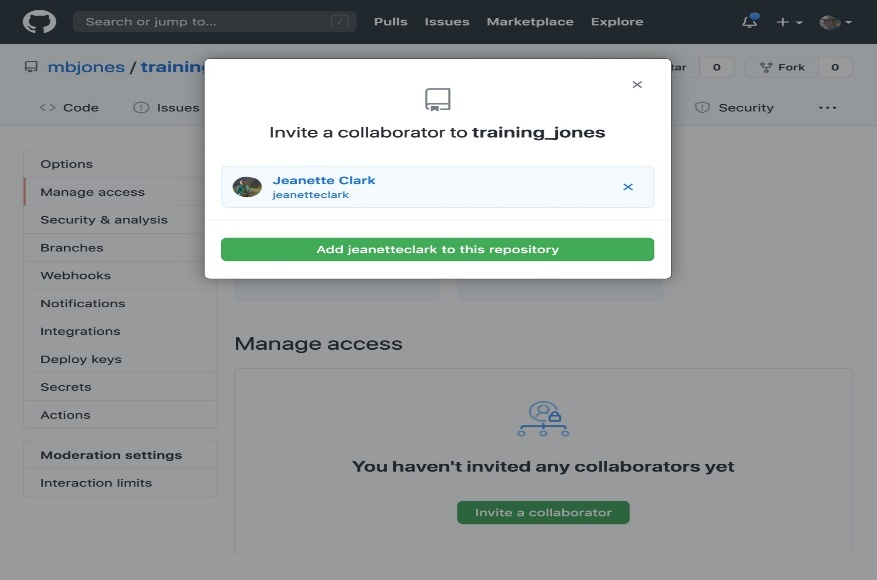 Search or jump to... /
Pulls Issues Marketplace Explore
mbjones / training
tar 0 Fork 0
<> Code Issues Security ...
Invite a collaborator to training_jones
Jeanette Clark
jeanetteclark
Add jeanetteclark to this repository
Options
Manage access
Security & analysis
Branches
Webhooks
Notifications
Integrations
Deploy keys
Secrets
Actions
Moderation settings
Interaction limits
Manage access
You haven't invited any collaborators yet
Invite a collaborator